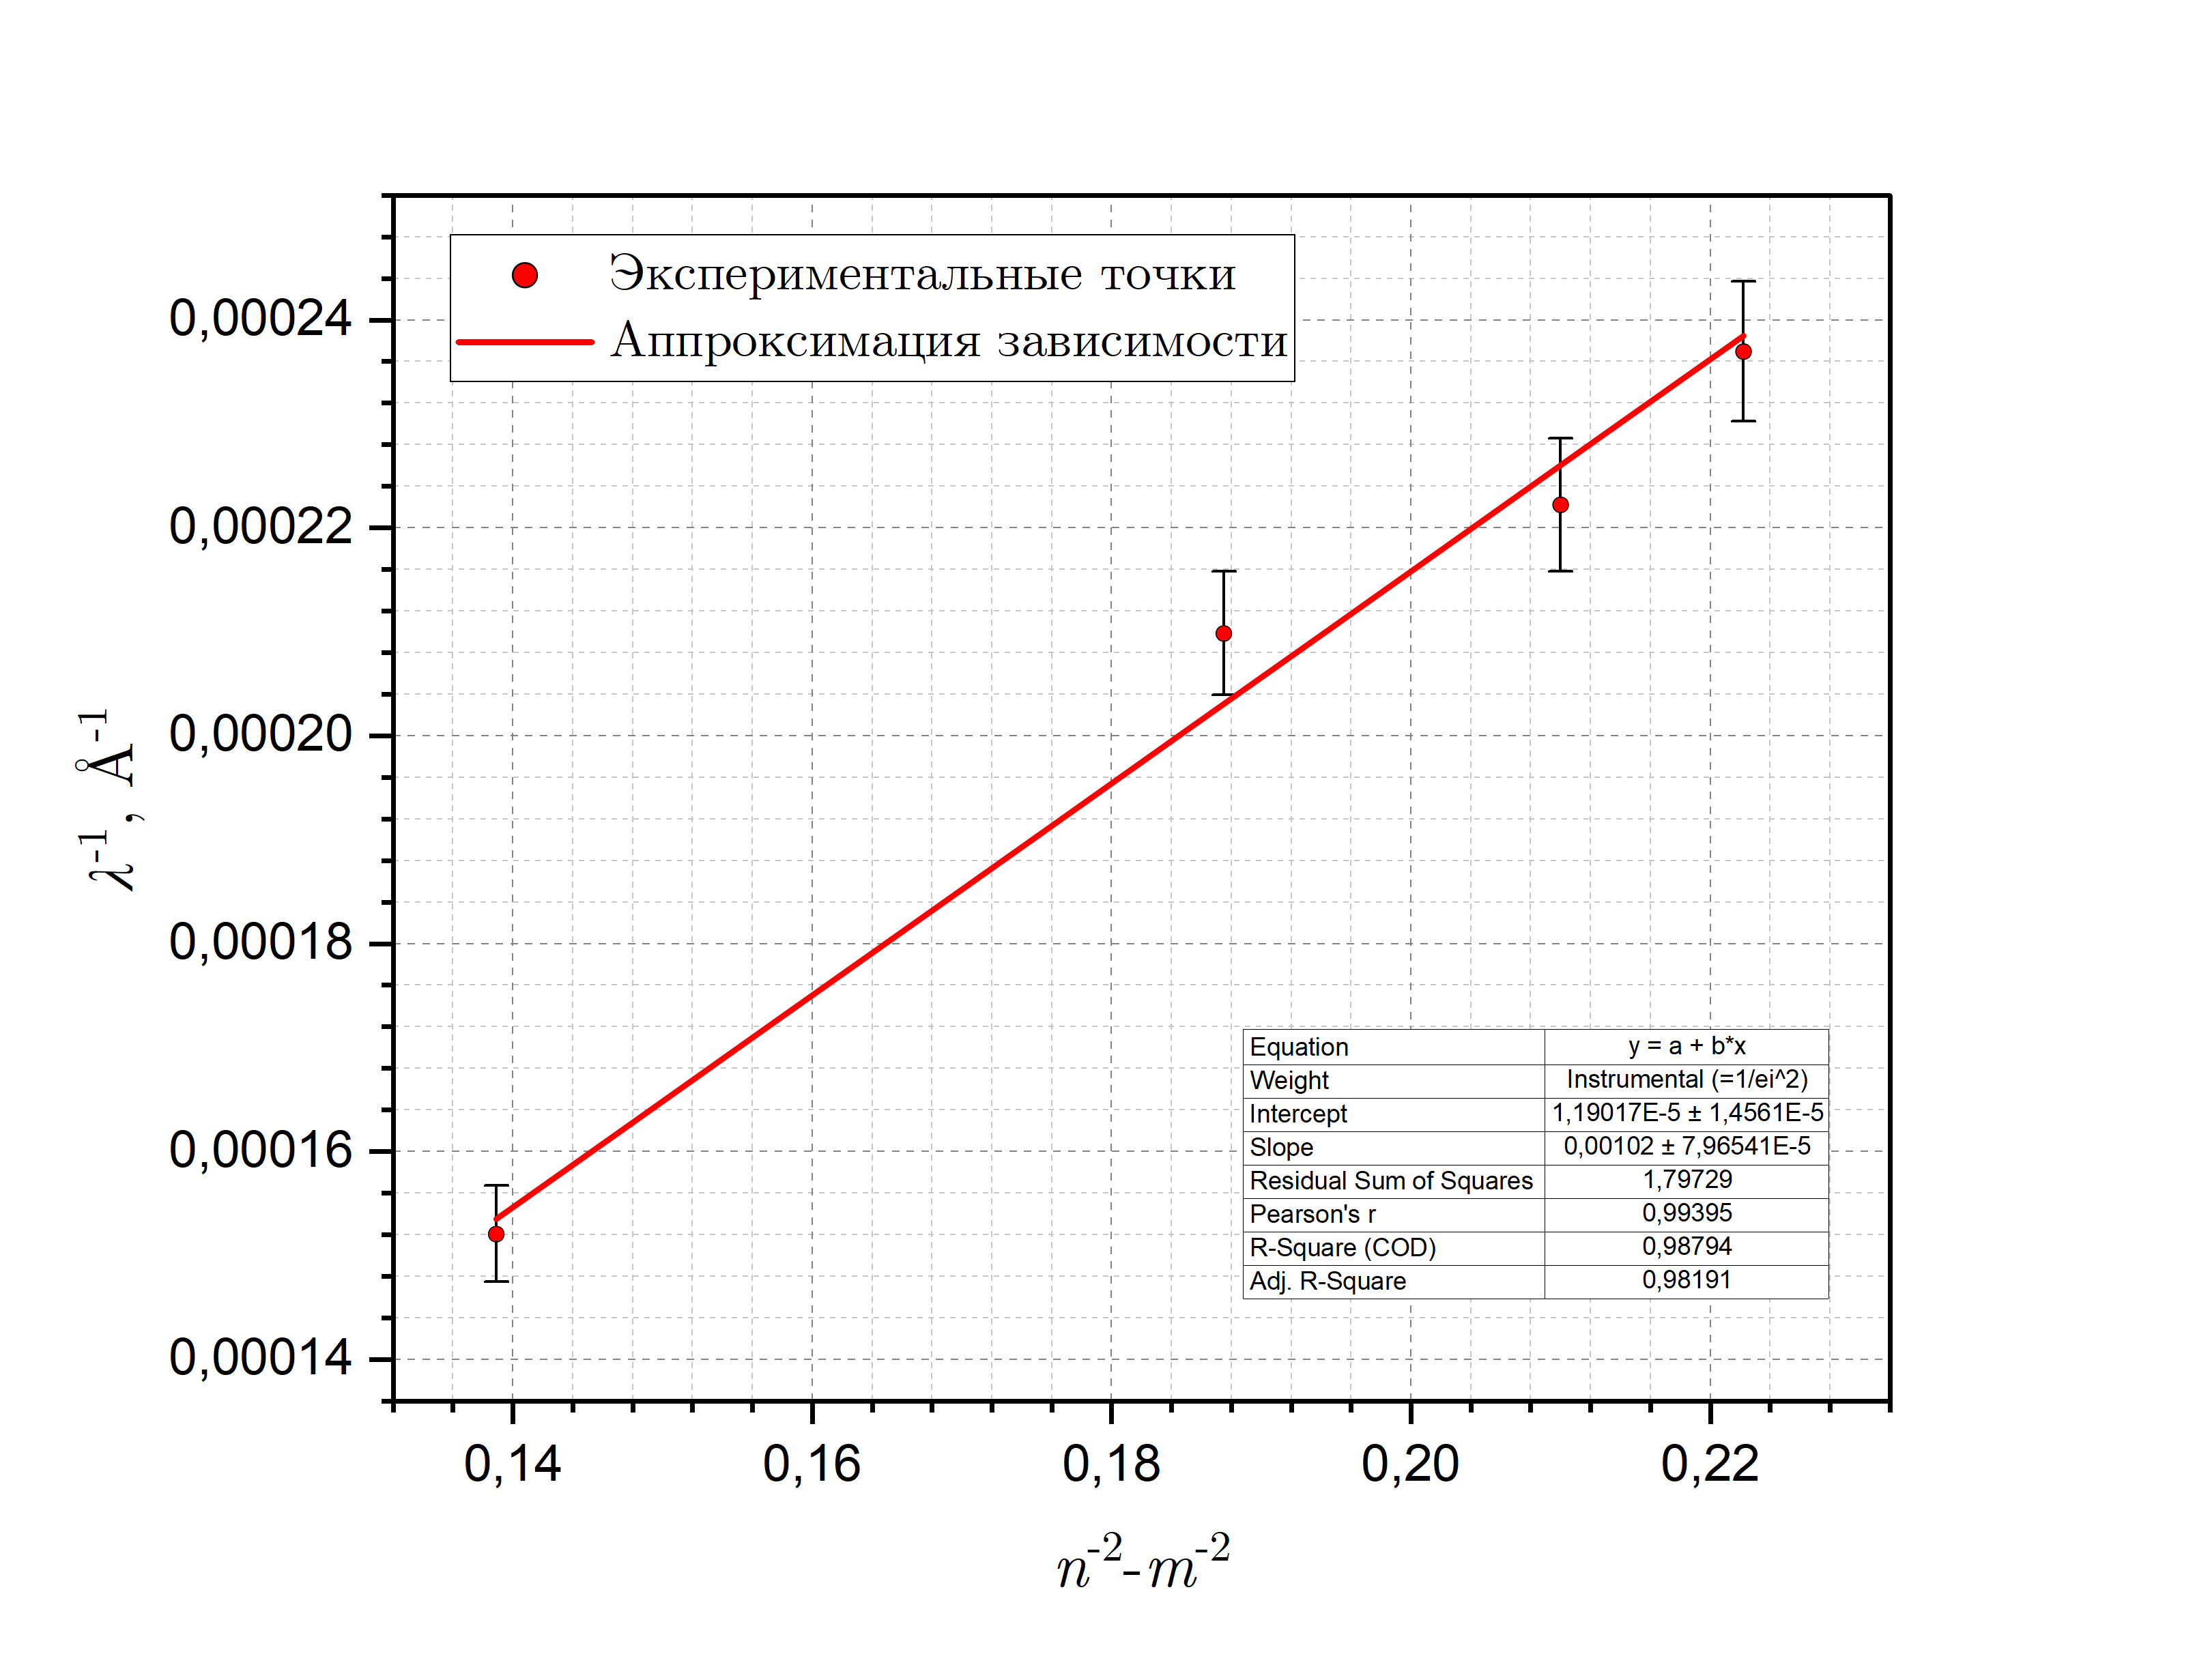 Экспериментальные точки
Аппроксимация зависимости
0,00024
0,00022
0,00020
0,00018
0,00016
0,00014
λ⁻¹, Å⁻¹
Equation y = a + b*x
Weight Instrumental (=1/ei^2)
Intercept 1,19017E-5 ± 1,4561E-5
Slope 0,00102 ± 7,96541E-5
Residual Sum of Squares 1,79729
Pearson's r 0,99395
R-Square (COD) 0,98794
Adj. R-Square 0,98191
0,14 0,16 0,18 0,20 0,22
n⁻²-m⁻²